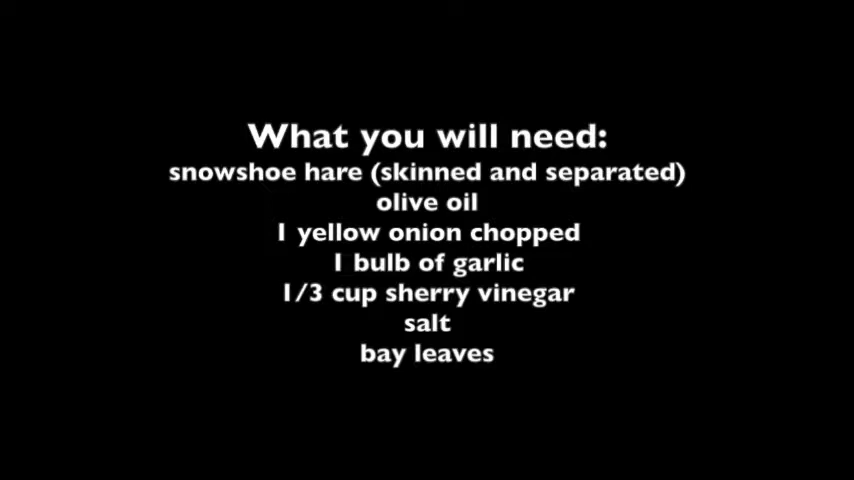 What you will need:
snowshoe hare (skinned and separated)
olive oil
1 yellow onion chopped
1 bulb of garlic
1/3 cup sherry vinegar
salt
bay leaves